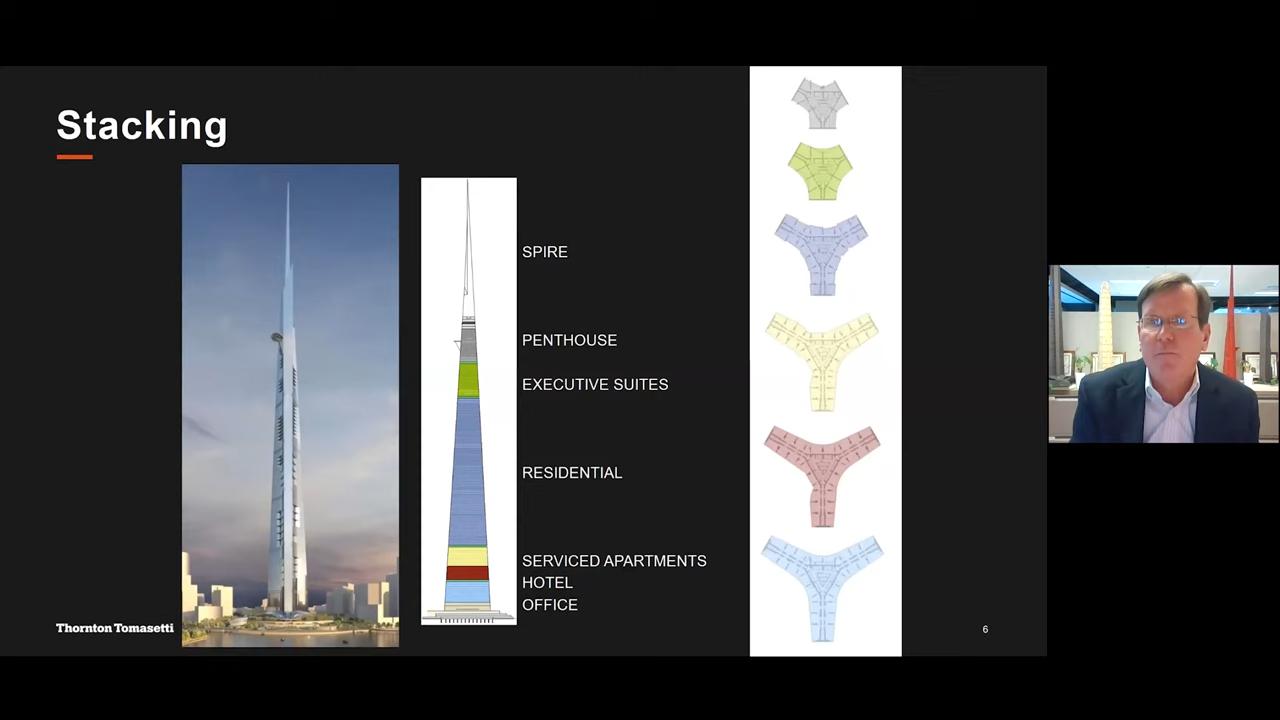 Stacking
SPIRE
PENTHOUSE
EXECUTIVE SUITES
RESIDENTIAL
SERVICED APARTMENTS
HOTEL
OFFICE
Thornton Tomasetti
6